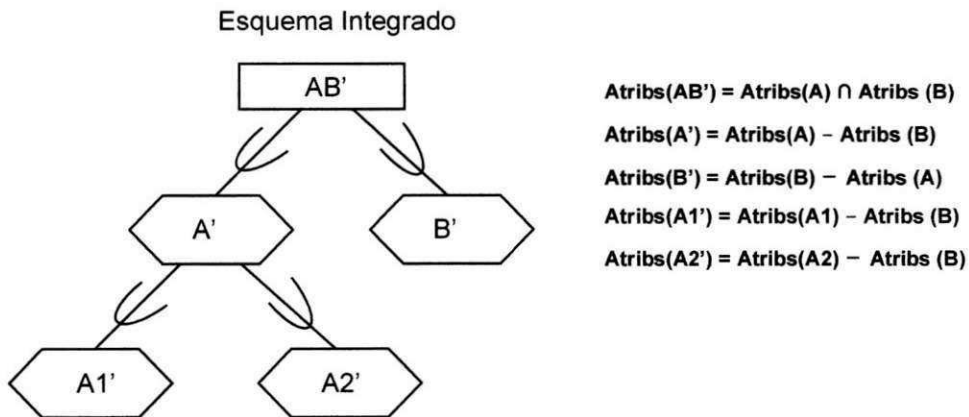 Esquema Integrado
AB’
A’
B’
A1’
A2’
Atribs(AB’) = Atribs(A) ∩ Atribs (B)
Atribs(A’) = Atribs(A) – Atribs (B)
Atribs(B’) = Atribs(B) – Atribs (A)
Atribs(A1’) = Atribs(A1) – Atribs (B)
Atribs(A2’) = Atribs(A2) – Atribs (B)